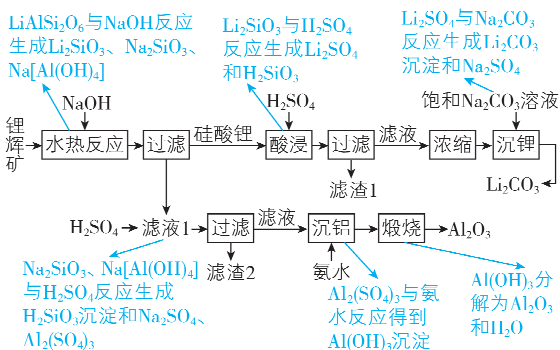 LiAlSi₂O₆与NaOH反应
生成Li₂SiO₃、Na₂SiO₃、
Na[Al(OH)₄]
Li₂SiO₃与H₂SO₄
反应生成Li₂SO₄
和H₂SiO₃
Li₂SO₄与Na₂CO₃
反应生成Li₂CO₃
沉淀和Na₂SO₄
NaOH
H₂SO₄
饱和Na₂CO₃溶液
锂辉矿
水热反应
过滤
硅酸锂
酸浸
过滤
滤液
浓缩
沉锂
滤渣1
Li₂CO₃
H₂SO₄
滤液1
过滤
滤液
沉铝
煅烧
Al₂O₃
滤渣2
氨水
Na₂SiO₃、Na[Al(OH)₄]
与H₂SO₄反应生成
H₂SiO₃沉淀和Na₂SO₄、
Al₂(SO₄)₃
Al₂(SO₄)₃与氨
水反应得到
Al(OH)₃沉淀
Al(OH)₃分
解为Al₂O₃
和H₂O